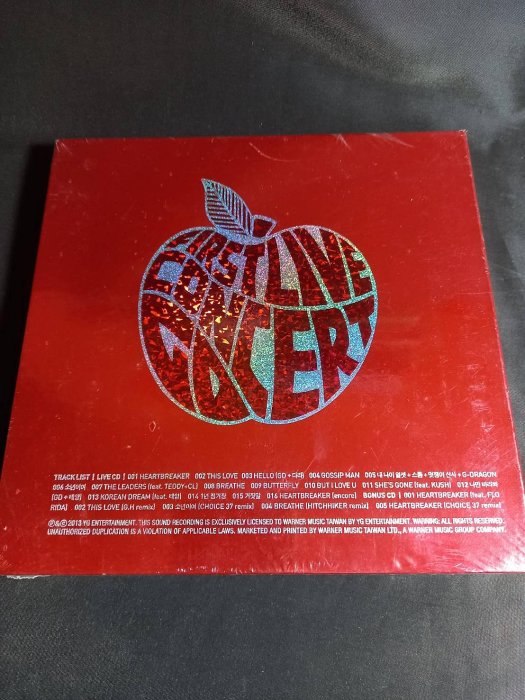 FIRST LIVE
CONCERT
TRACK LIST | LIVE CD | 001 HEARTBREAKER 002 THIS LOVE 003 HELLO (GD + 대성) 004 GOSSIP MAN 005 내 나이 열셋 + 스톰 + 멋쟁이 신사 + G-DRAGON
006 소년이여 007 THE LEADERS (feat. TEDDY+CL) 008 BREATHE 009 BUTTERFLY 010 BUT I LOVE U 011 SHE'S GONE (feat. KUSH) 012 나만 바라봐
(GD + 태양) 013 KOREAN DREAM (feat. 태양) 014 1년 정거장 015 거짓말 016 HEARTBREAKER (encore) BONUS CD | 001 HEARTBREAKER (feat. FLO
RIDA) 002 THIS LOVE (G.H remix) 003 소년이여 (CHOICE 37 remix) 004 BREATHE (HITCHHIKER remix) 005 HEARTBREAKER (CHOICE, 37 remix)
℗&© 2013 YG ENTERTAINMENT. THIS SOUND RECORDING IS EXCLUSIVELY LICENSED TO WARNER MUSIC TAIWAN BY YG ENTERTAINMENT. WARNING: ALL RIGHTS RESERVED.
UNAUTHORIZED DUPLICATION IS A VIOLATION OF APPLICABLE LAWS. MARKETED AND PRINTED BY WARNER MUSIC TAIWAN LTD., A WARNER MUSIC GROUP COMPANY.